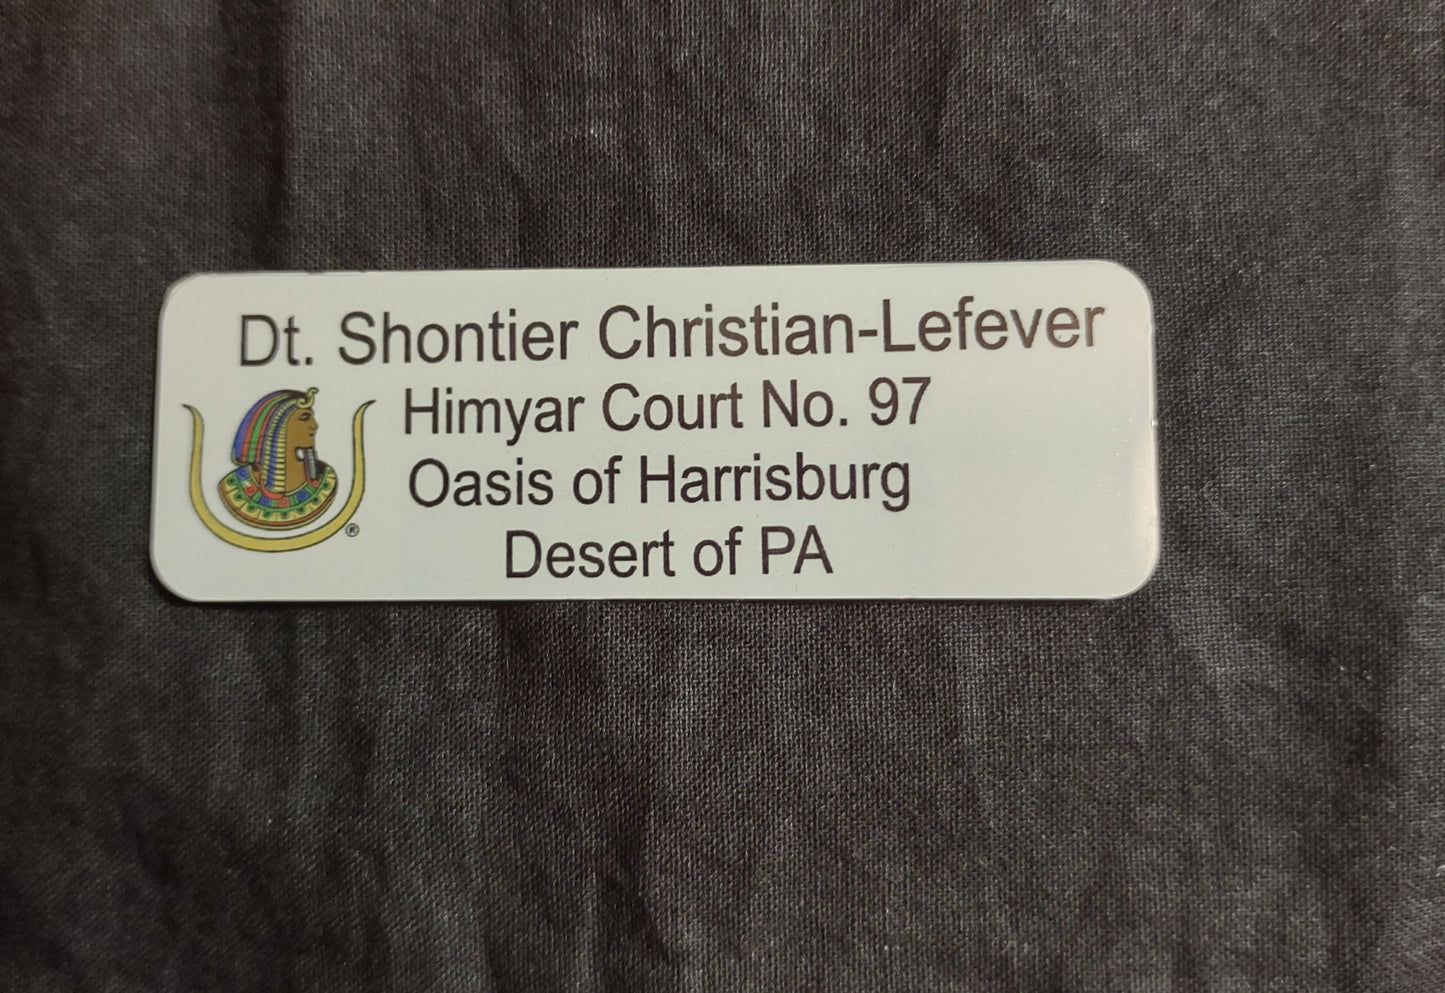 Dt. Shontier Christian-Lefever
Himyar Court No. 97
Oasis of Harrisburg
Desert of PA
®